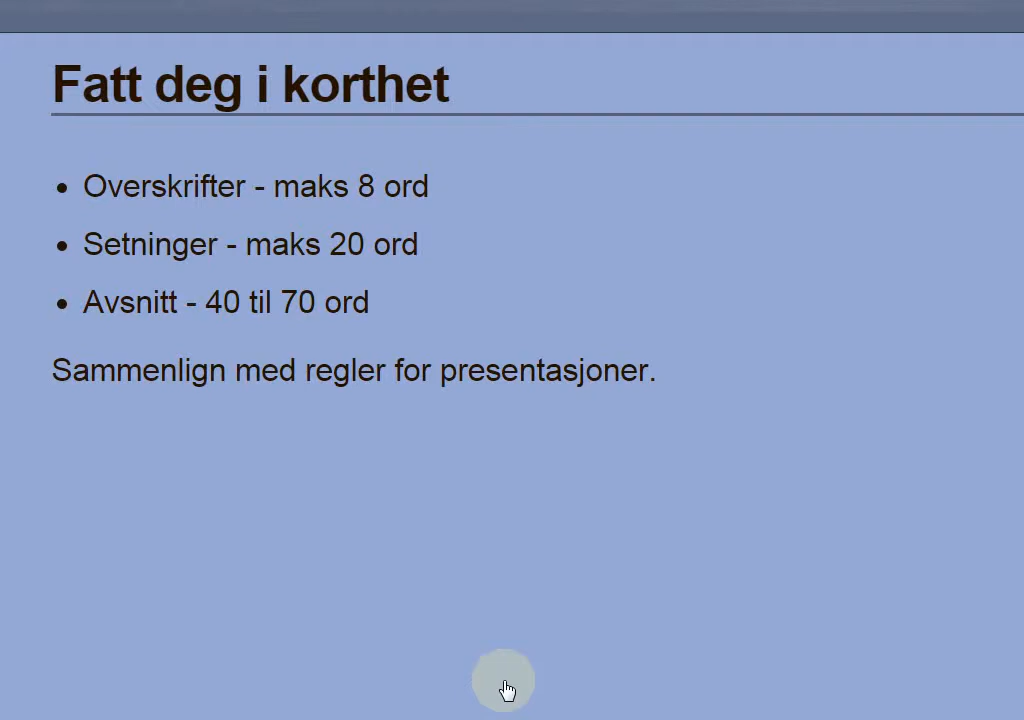 Fatt deg i korthet
• Overskrifter - maks 8 ord
• Setninger - maks 20 ord
• Avsnitt - 40 til 70 ord
Sammenlign med regler for presentasjoner.